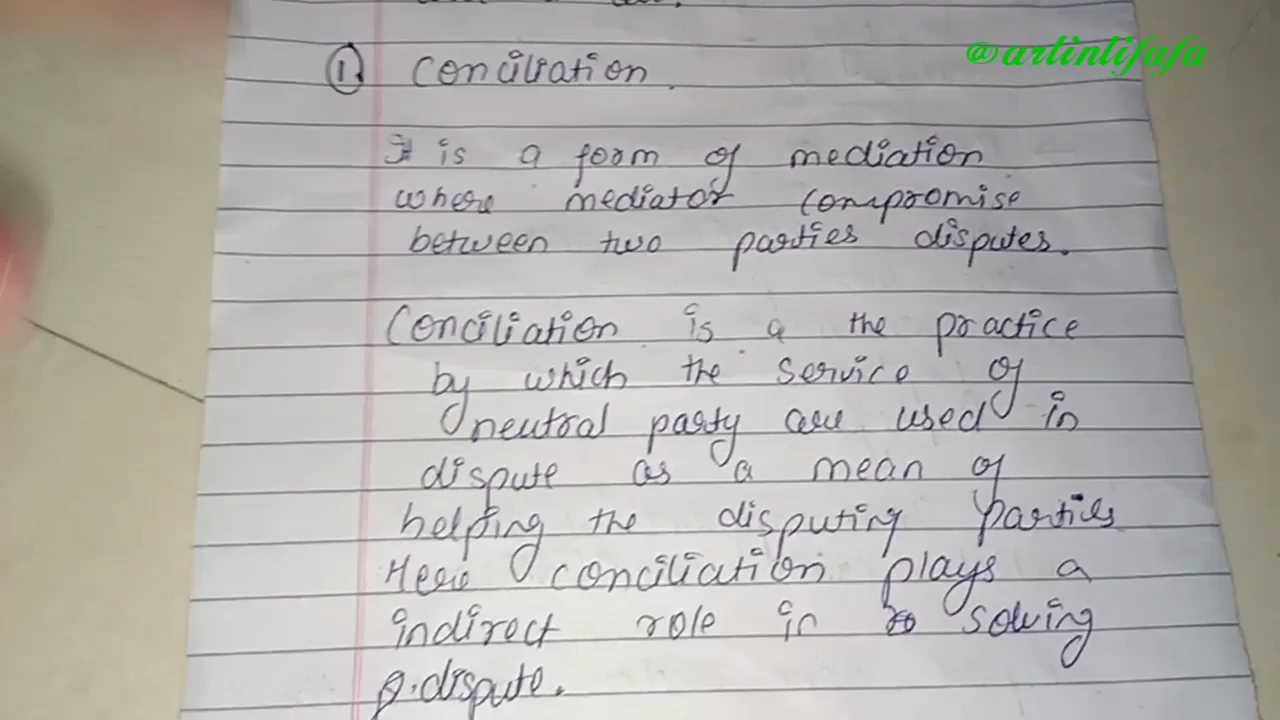 @artinlifafa
① Conciliation.
It is a form of mediation
where mediator compromise
between two parties disputes.
Conciliation is a the practice
by which the service of
neutral party are used in
dispute as a mean of
helping the disputing parties
Here conciliation plays a
indirect role in solving
dispute.